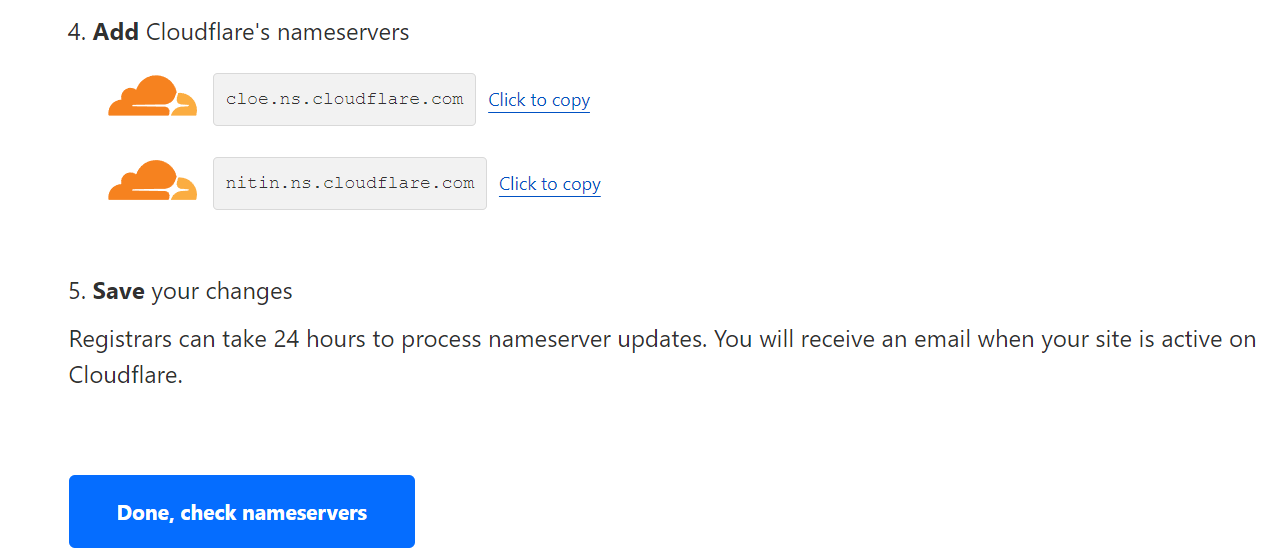 4. Add Cloudflare's nameservers
cloe.ns.cloudflare.com Click to copy
nitin.ns.cloudflare.com Click to copy
5. Save your changes
Registrars can take 24 hours to process nameserver updates. You will receive an email when your site is active on
Cloudflare.
Done, check nameservers